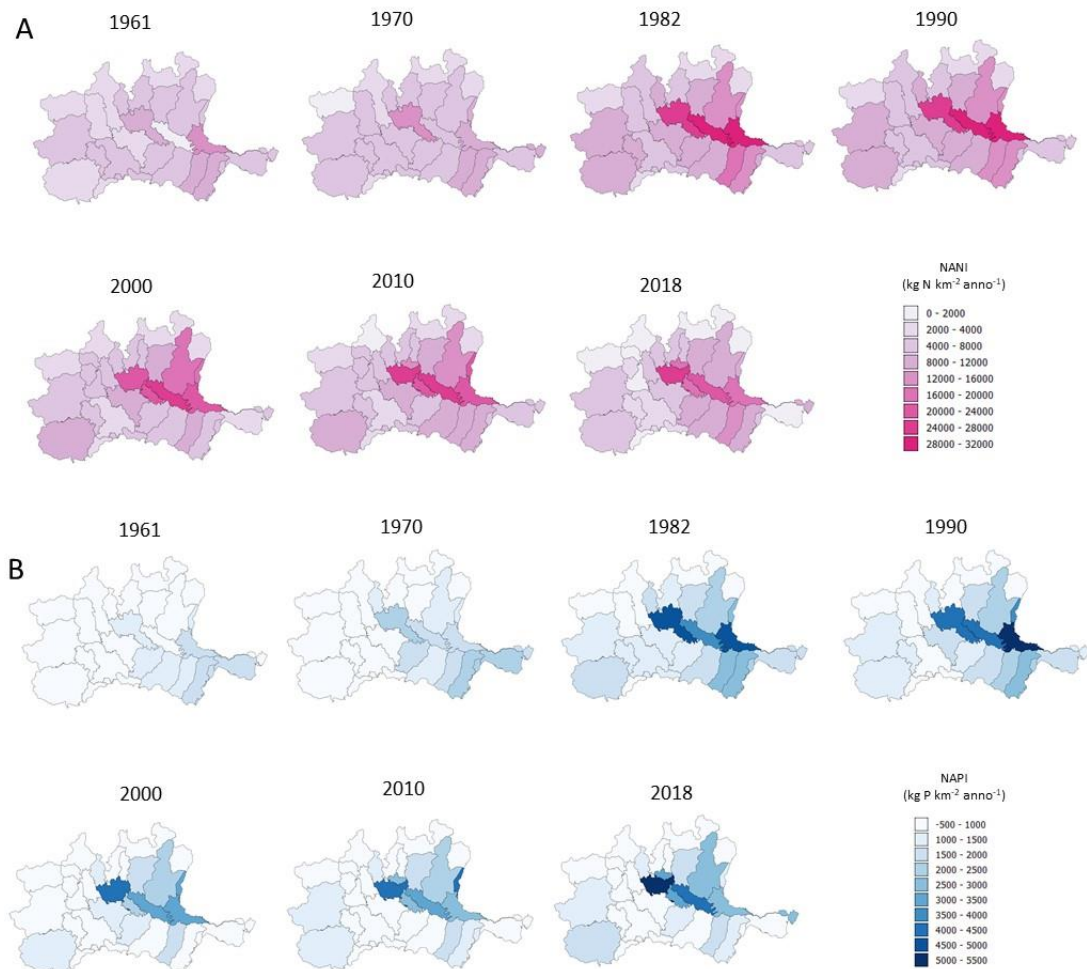 A
1961
1970
1982
1990
2000
2010
2018
NANI
(kg N km⁻² anno⁻¹)
0 - 2000
2000 - 4000
4000 - 8000
8000 - 12000
12000 - 16000
16000 - 20000
20000 - 24000
24000 - 28000
28000 - 32000
B
1961
1970
1982
1990
2000
2010
2018
NAPI
(kg P km⁻² anno⁻¹)
-500 - 1000
1000 - 1500
1500 - 2000
2000 - 2500
2500 - 3000
3000 - 3500
3500 - 4000
4000 - 4500
4500 - 5000
5000 - 5500